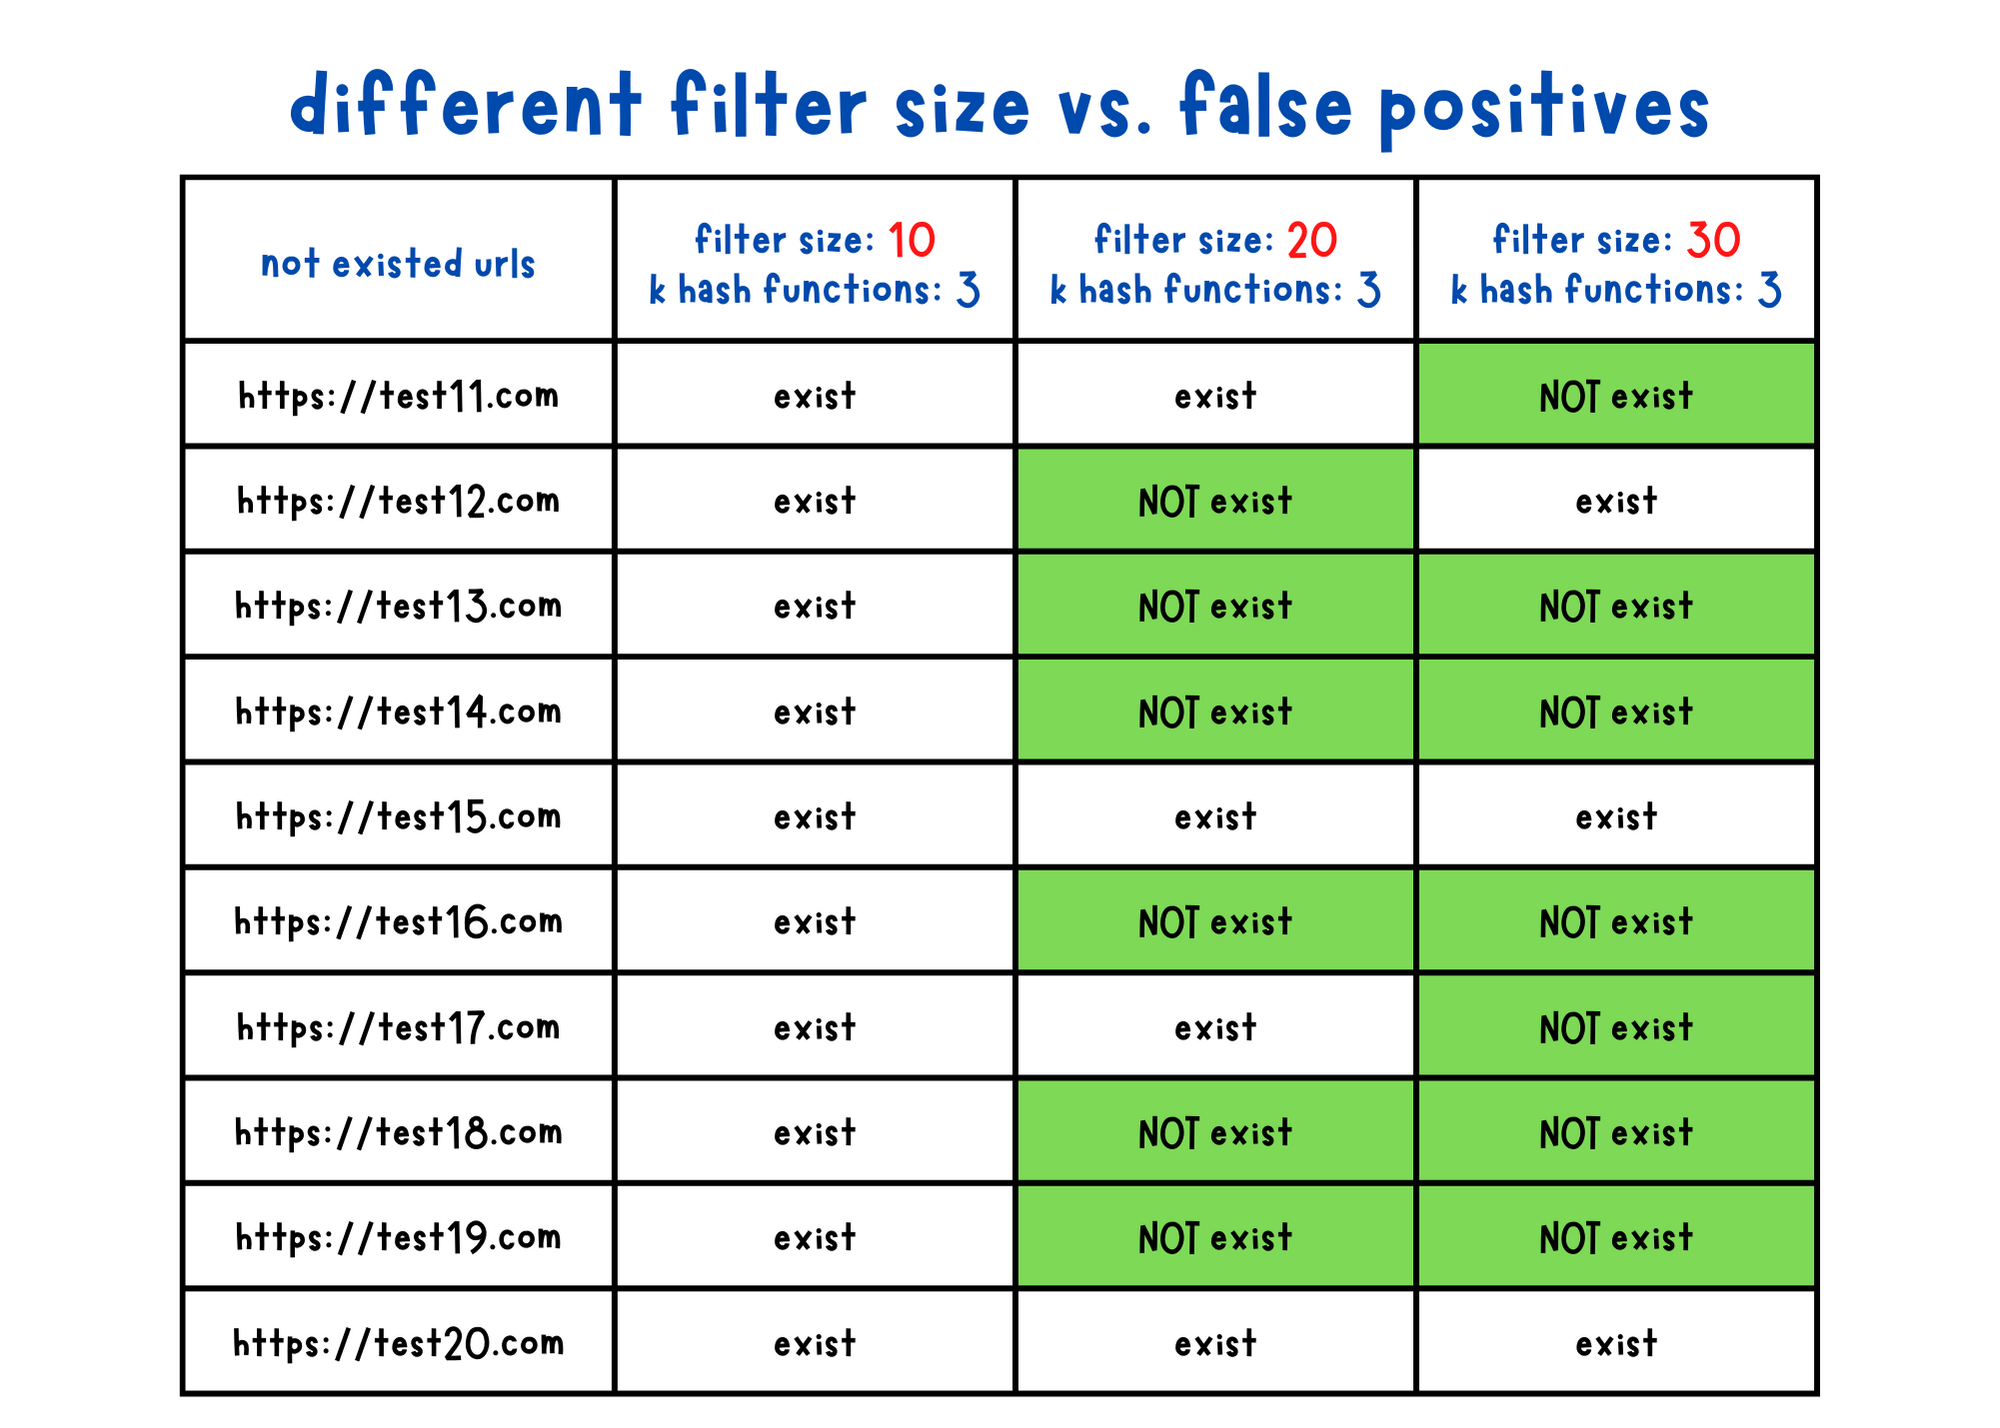 different filter size vs. false positives
not existed urls
filter size: 10
k hash functions: 3
filter size: 20
k hash functions: 3
filter size: 30
k hash functions: 3
https://test11.com exist exist NOT exist
https://test12.com exist NOT exist exist
https://test13.com exist NOT exist NOT exist
https://test14.com exist NOT exist NOT exist
https://test15.com exist exist exist
https://test16.com exist NOT exist NOT exist
https://test17.com exist exist NOT exist
https://test18.com exist NOT exist NOT exist
https://test19.com exist NOT exist NOT exist
https://test20.com exist exist exist